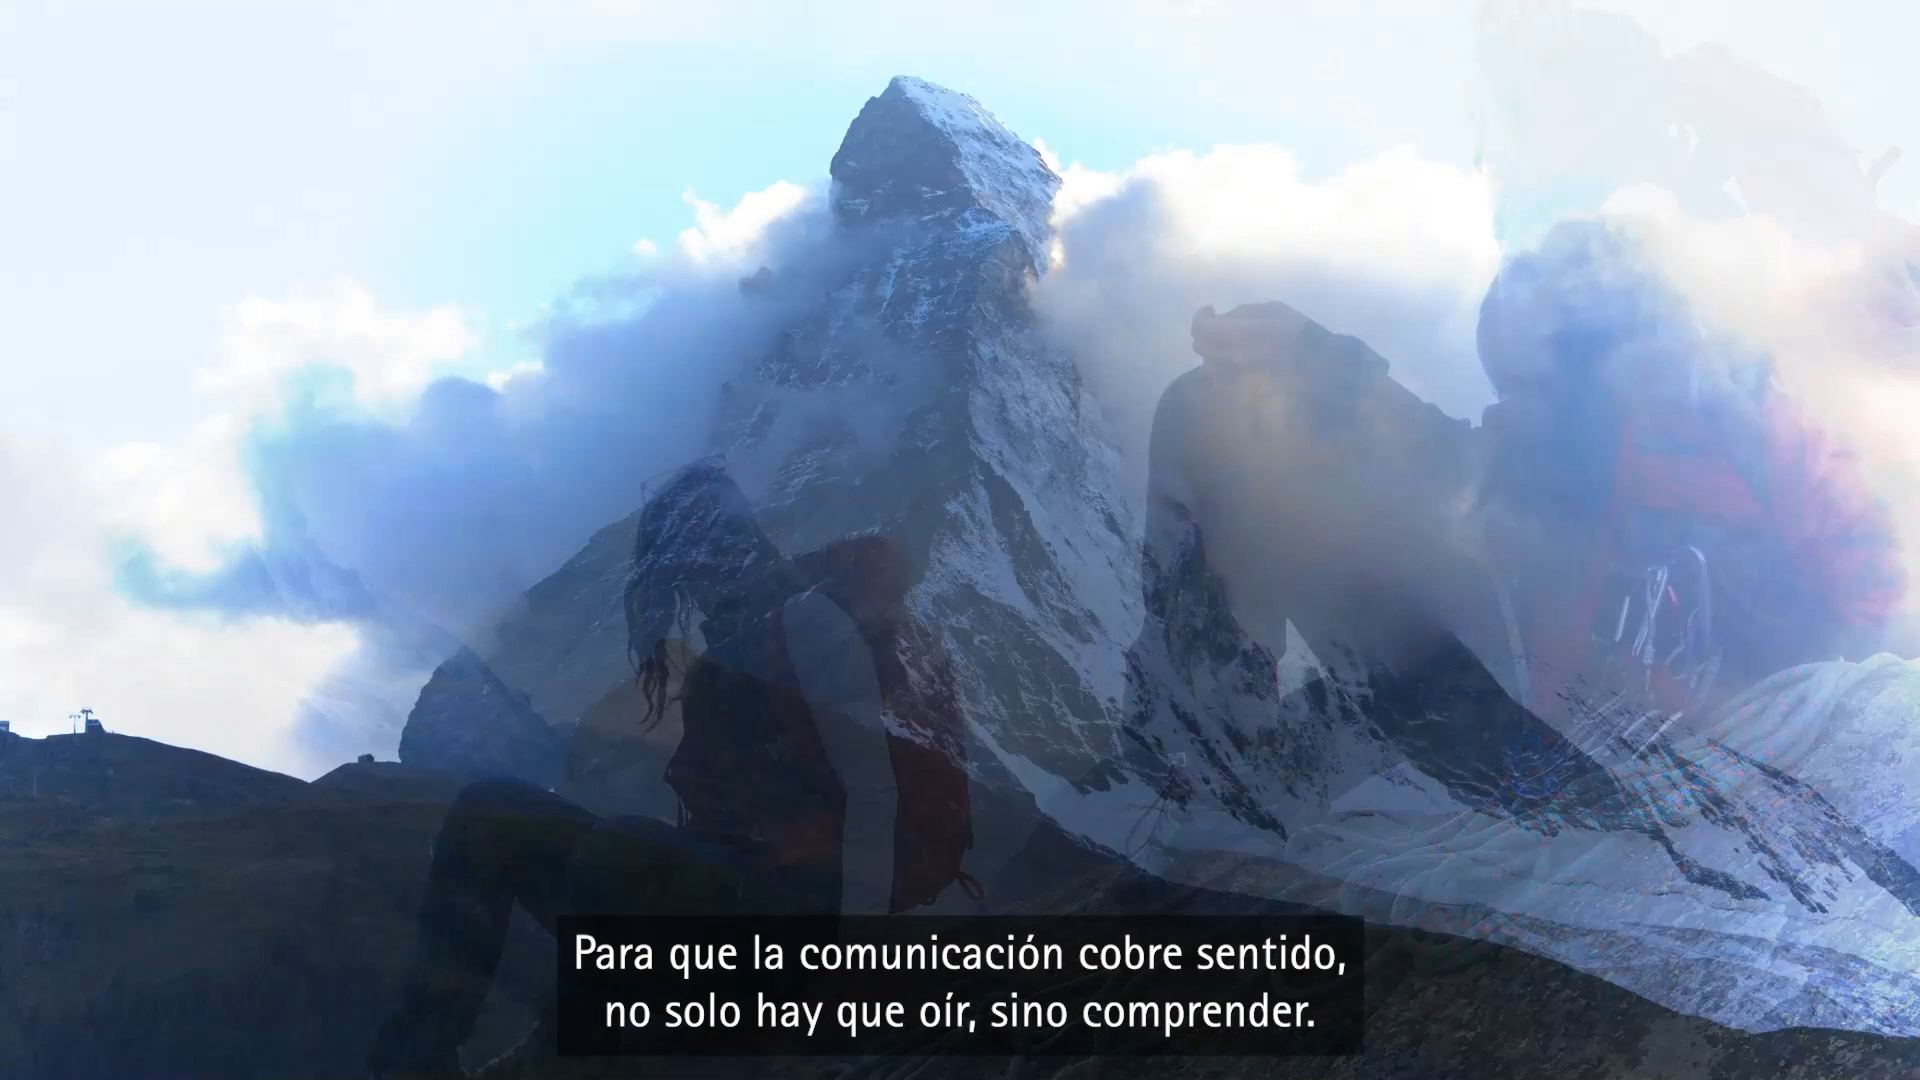 Para que la comunicación cobre sentido,
no solo hay que oír, sino comprender.